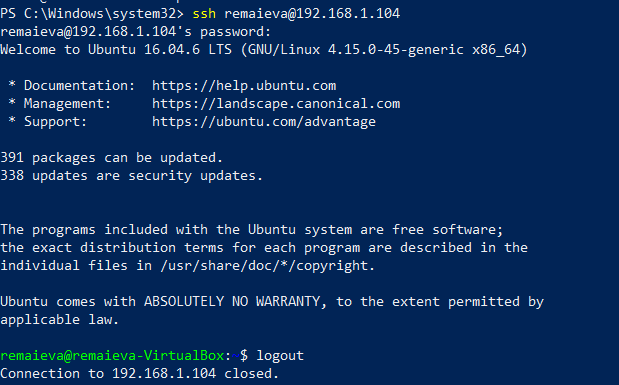 PS C:\Windows\system32> ssh remaieva@192.168.1.104
remaieva@192.168.1.104's password:
Welcome to Ubuntu 16.04.6 LTS (GNU/Linux 4.15.0-45-generic x86_64)
* Documentation:  https://help.ubuntu.com
* Management:     https://landscape.canonical.com
* Support:        https://ubuntu.com/advantage
391 packages can be updated.
338 updates are security updates.
The programs included with the Ubuntu system are free software;
the exact distribution terms for each program are described in the
individual files in /usr/share/doc/*/copyright.
Ubuntu comes with ABSOLUTELY NO WARRANTY, to the extent permitted by
applicable law.
remaieva@remaieva-VirtualBox:~$ logout
Connection to 192.168.1.104 closed.